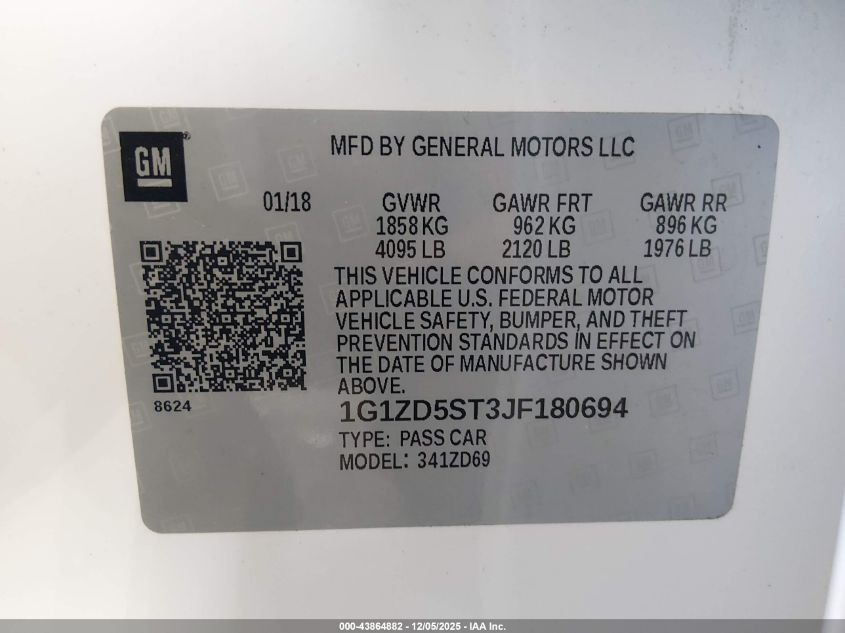 GM
MFD BY GENERAL MOTORS LLC
01/18 GVWR GAWR FRT GAWR RR
1858 KG 962 KG 896 KG
4095 LB 2120 LB 1976 LB
THIS VEHICLE CONFORMS TO ALL
APPLICABLE U.S. FEDERAL MOTOR
VEHICLE SAFETY, BUMPER, AND THEFT
PREVENTION STANDARDS IN EFFECT ON
THE DATE OF MANUFACTURE SHOWN
ABOVE.
8624
1G1ZD5ST3JF180694
TYPE: PASS CAR
MODEL: 341ZD69
000-43864882 - 12/05/2025 - IAA Inc.